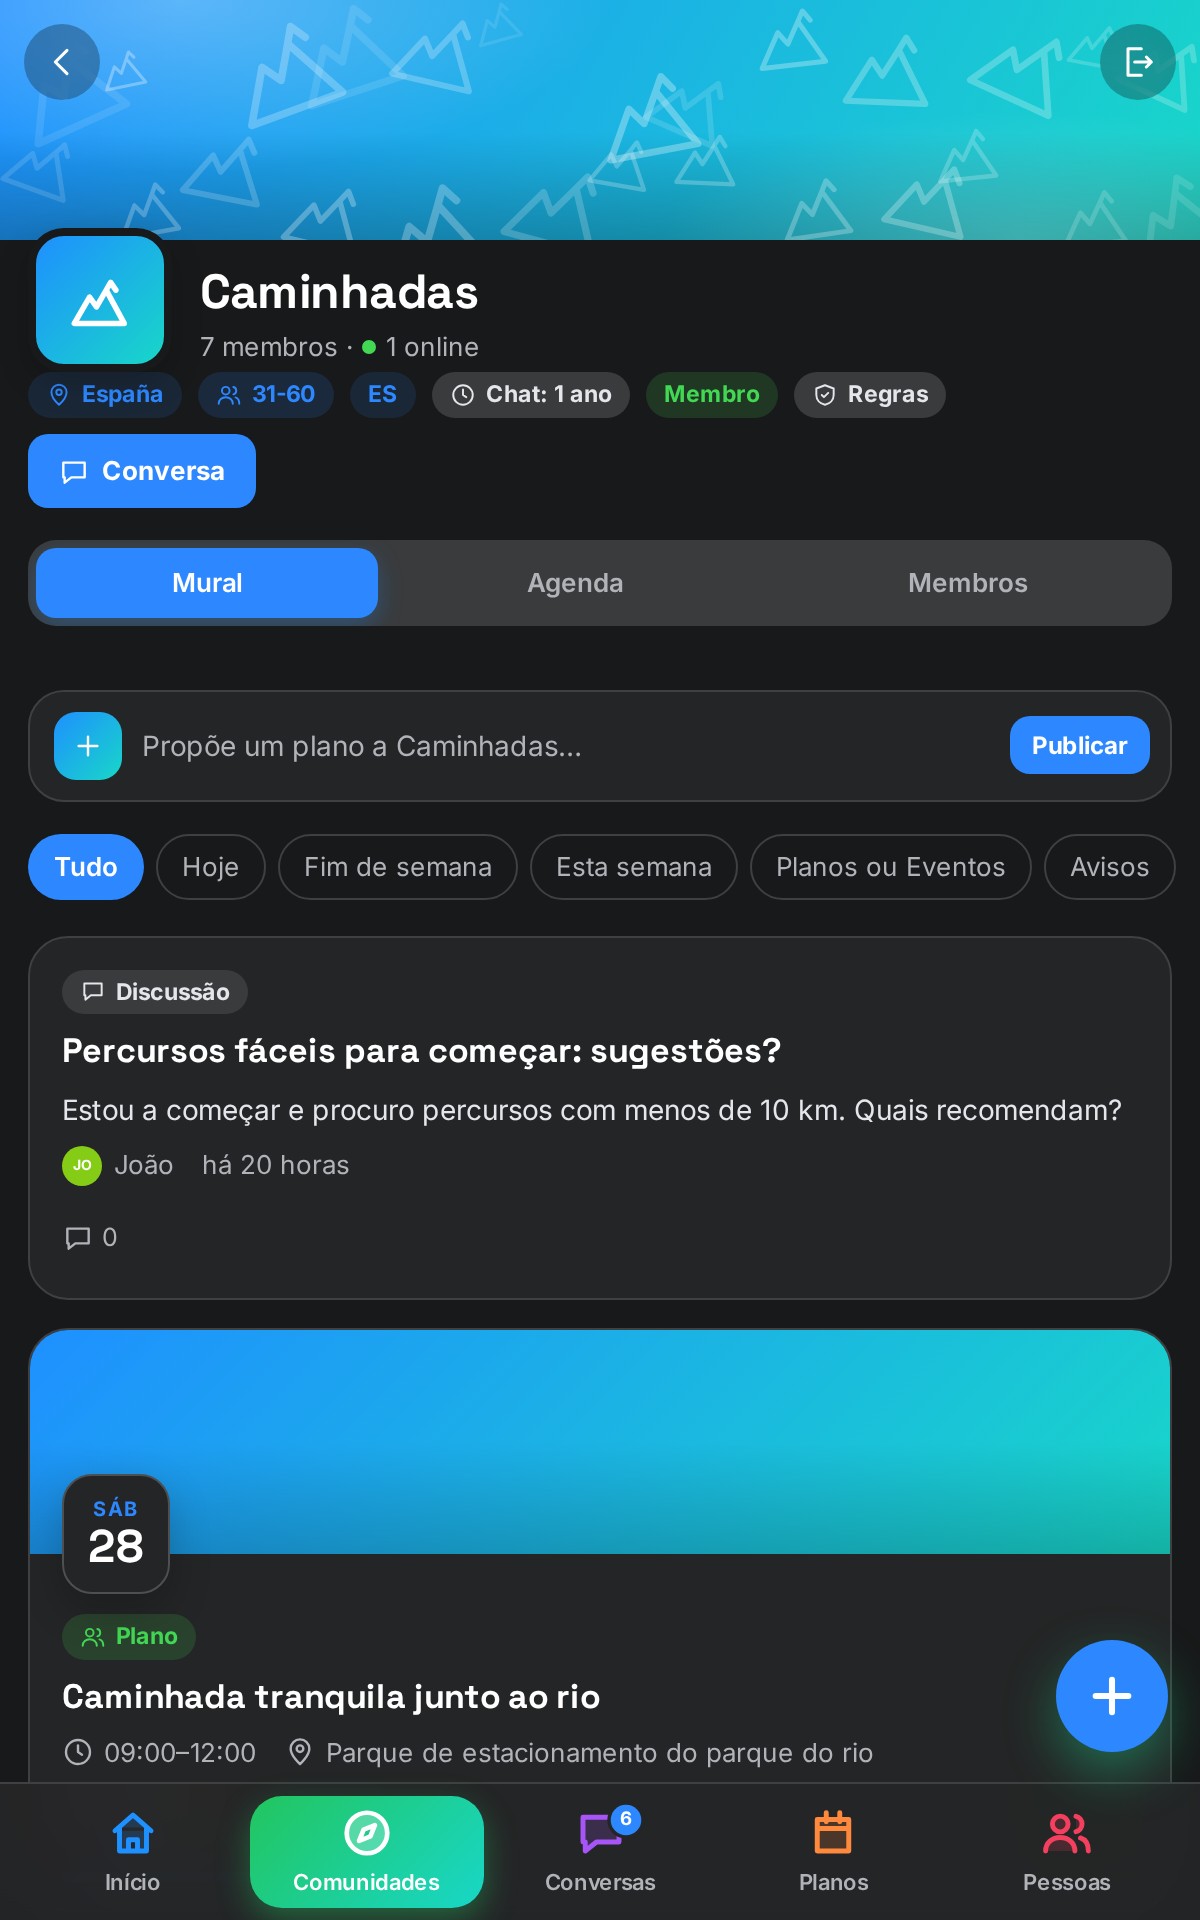 Caminhadas
7 membros · 1 online
España 31-60 ES Chat: 1 ano Membro Regras
Conversa
Mural Agenda Membros
Propõe um plano a Caminhadas... Publicar
Tudo Hoje Fim de semana Esta semana Planos ou Eventos Avisos
Discussão
Percursos fáceis para começar: sugestões?
Estou a começar e procuro percursos com menos de 10 km. Quais recomendam?
JO João há 20 horas
0
SÁB
28
Plano
Caminhada tranquila junto ao rio
09:00–12:00 Parque de estacionamento do parque do rio
6
Início Comunidades Conversas Planos Pessoas